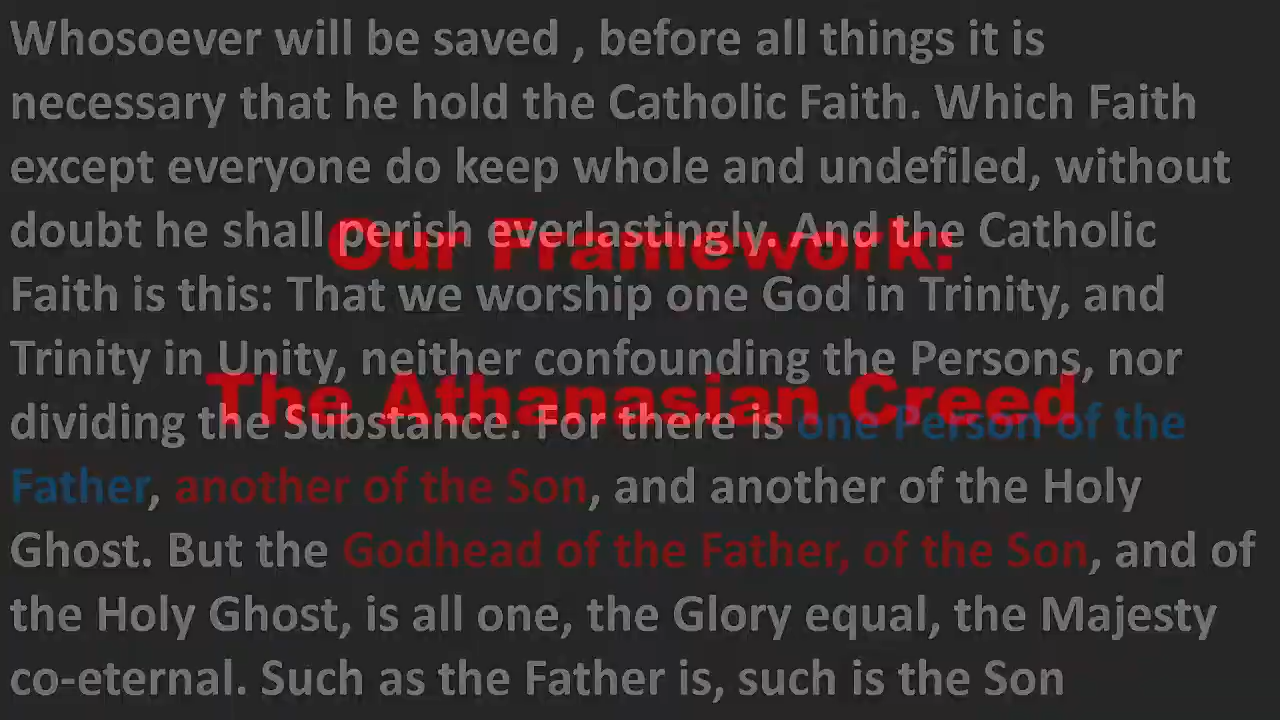 Whosoever will be saved , before all things it is
necessary that he hold the Catholic Faith. Which Faith
except everyone do keep whole and undefiled, without
doubt he shall perish everlastingly. And the Catholic
Our Framework:
Faith is this: That we worship one God in Trinity, and
Trinity in Unity, neither confounding the Persons, nor
The Athanasian Creed
dividing the Substance. For there is one Person of the
Father, another of the Son, and another of the Holy
Ghost. But the Godhead of the Father, of the Son, and of
the Holy Ghost, is all one, the Glory equal, the Majesty
co-eternal. Such as the Father is, such is the Son